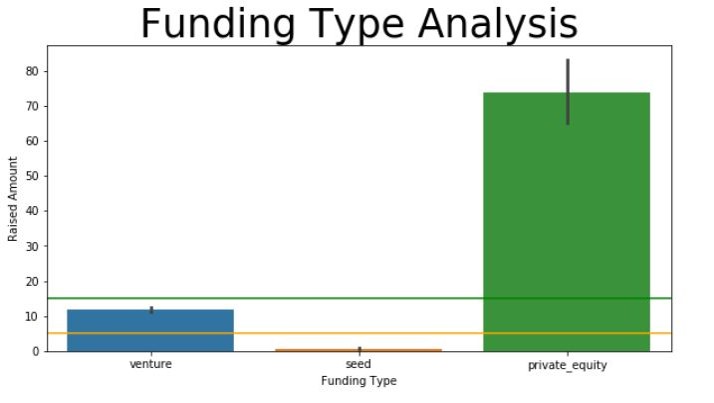 Funding Type Analysis
80
70
60
50
40
30
20
10
0
Raised Amount
venture seed private_equity
Funding Type